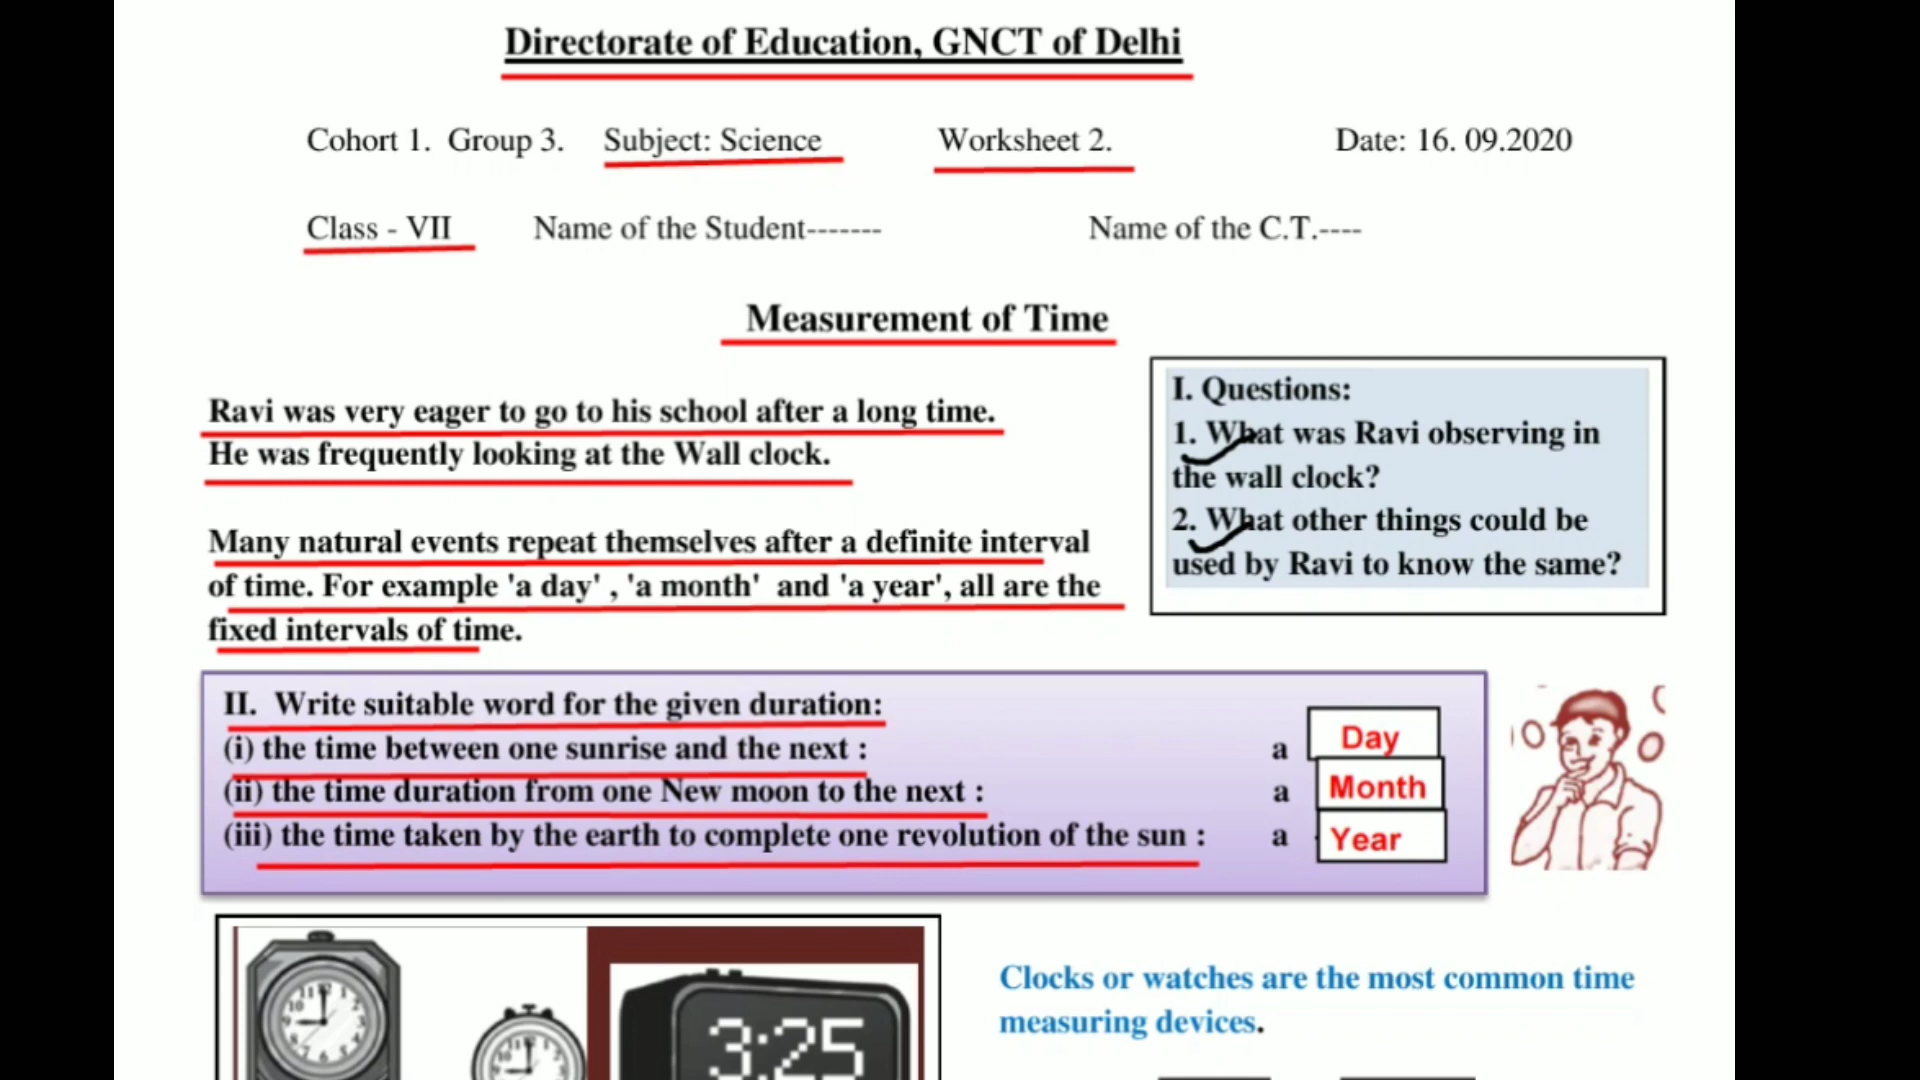 Directorate of Education, GNCT of Delhi
Cohort 1. Group 3. Subject: Science Worksheet 2. Date: 16. 09.2020
Class - VII Name of the Student------- Name of the C.T.----
Measurement of Time
Ravi was very eager to go to his school after a long time.
He was frequently looking at the Wall clock.
I. Questions:
1. What was Ravi observing in
the wall clock?
2. What other things could be
used by Ravi to know the same?
Many natural events repeat themselves after a definite interval
of time. For example 'a day' , 'a month' and 'a year', all are the
fixed intervals of time.
II. Write suitable word for the given duration:
(i) the time between one sunrise and the next : a Day
(ii) the time duration from one New moon to the next : a Month
(iii) the time taken by the earth to complete one revolution of the sun : a Year
3:25
Clocks or watches are the most common time
measuring devices.